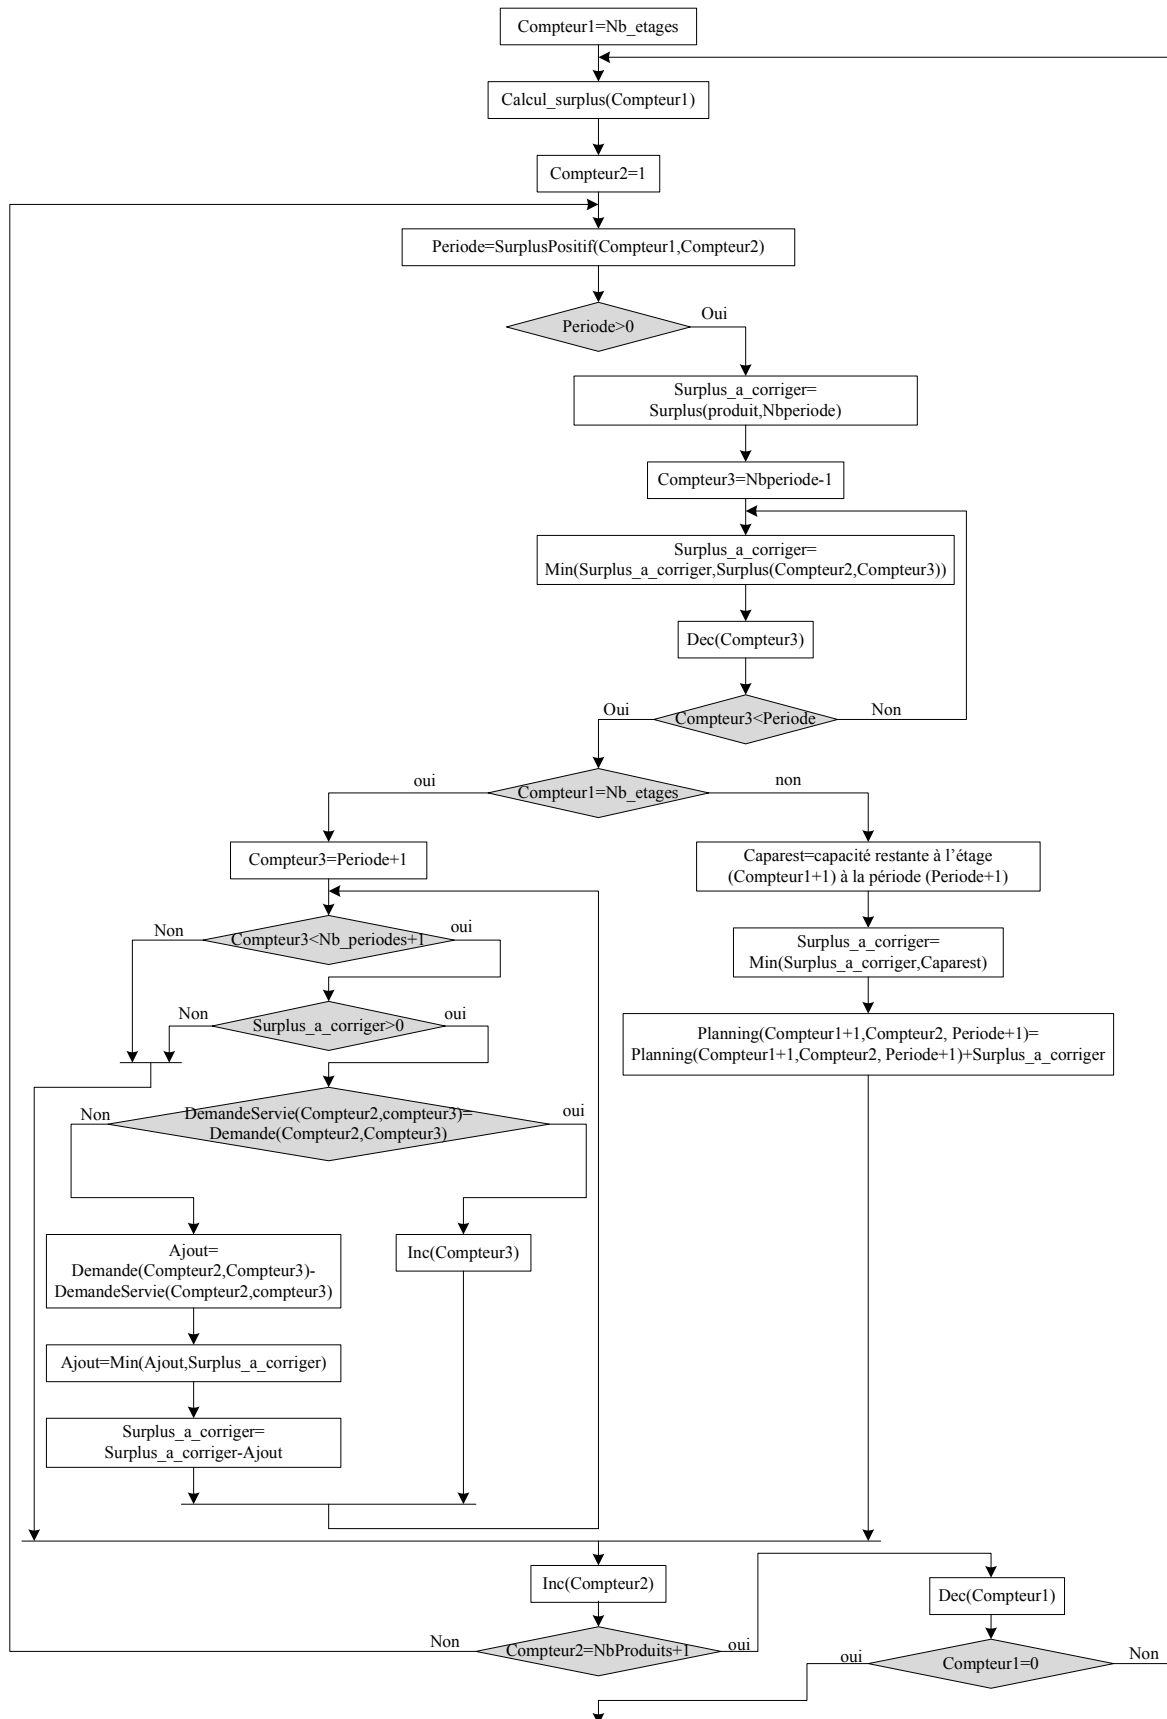 Compteur1=Nb_etages
Calcul_surplus(Compteur1)
Compteur2=1
Periode=SurplusPositif(Compteur1,Compteur2)
Periode>0
Oui
Surplus_a_corriger=
Surplus(produit,Nbperiode)
Compteur3=Nbperiode-1
Surplus_a_corriger=
Min(Surplus_a_corriger,Surplus(Compteur2,Compteur3))
Dec(Compteur3)
Oui
Compteur3<Periode
Non
oui
Compteur1=Nb_etages
non
Compteur3=Periode+1
Caparest=capacité restante à l’étage
(Compteur1+1) à la période (Periode+1)
Non
Compteur3<Nb_periodes+1
oui
Surplus_a_corriger=
Min(Surplus_a_corriger,Caparest)
Non
Surplus_a_corriger>0
oui
Planning(Compteur1+1,Compteur2, Periode+1)=
Planning(Compteur1+1,Compteur2, Periode+1)+Surplus_a_corriger
Non
DemandeServie(Compteur2,compteur3)=
Demande(Compteur2,Compteur3)
oui
Ajout=
Demande(Compteur2,Compteur3)-
DemandeServie(Compteur2,compteur3)
Inc(Compteur3)
Ajout=Min(Ajout,Surplus_a_corriger)
Surplus_a_corriger=
Surplus_a_corriger-Ajout
Inc(Compteur2)
Dec(Compteur1)
Non
Compteur2=NbProduits+1
oui
oui
Compteur1=0
Non